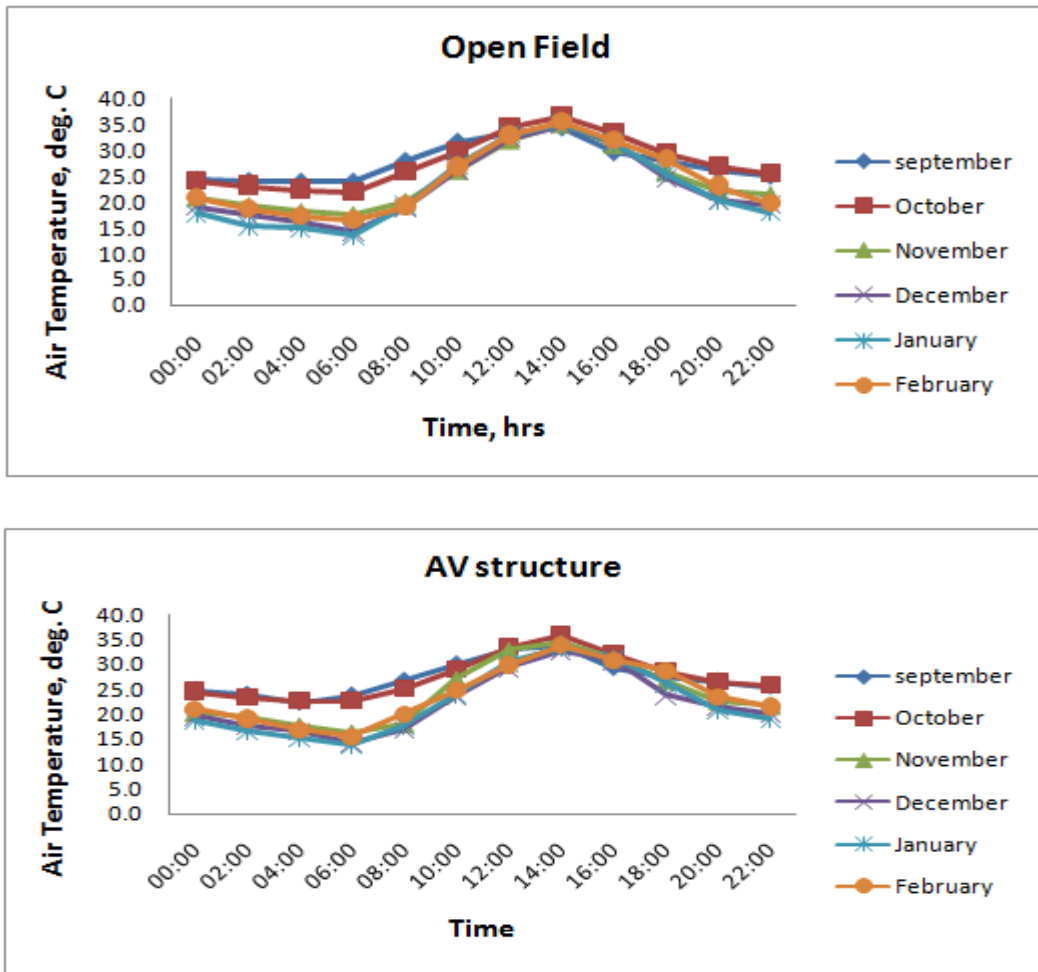 Open Field
Air Temperature, deg. C
40.0
35.0
30.0
25.0
20.0
15.0
10.0
5.0
0.0
00:00
02:00
04:00
06:00
08:00
10:00
12:00
14:00
16:00
18:00
20:00
22:00
Time, hrs
september
October
November
December
January
February
AV structure
Air Temperature, deg. C
40.0
35.0
30.0
25.0
20.0
15.0
10.0
5.0
0.0
00:00
02:00
04:00
06:00
08:00
10:00
12:00
14:00
16:00
18:00
20:00
22:00
Time
september
October
November
December
January
February